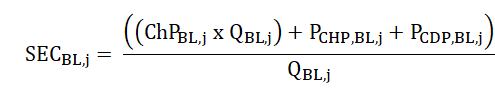 SEC_BL,j = ((ChP_BL,j x Q_BL,j) + P_CHP,BL,j + P_CDP,BL,j) / Q_BL,j